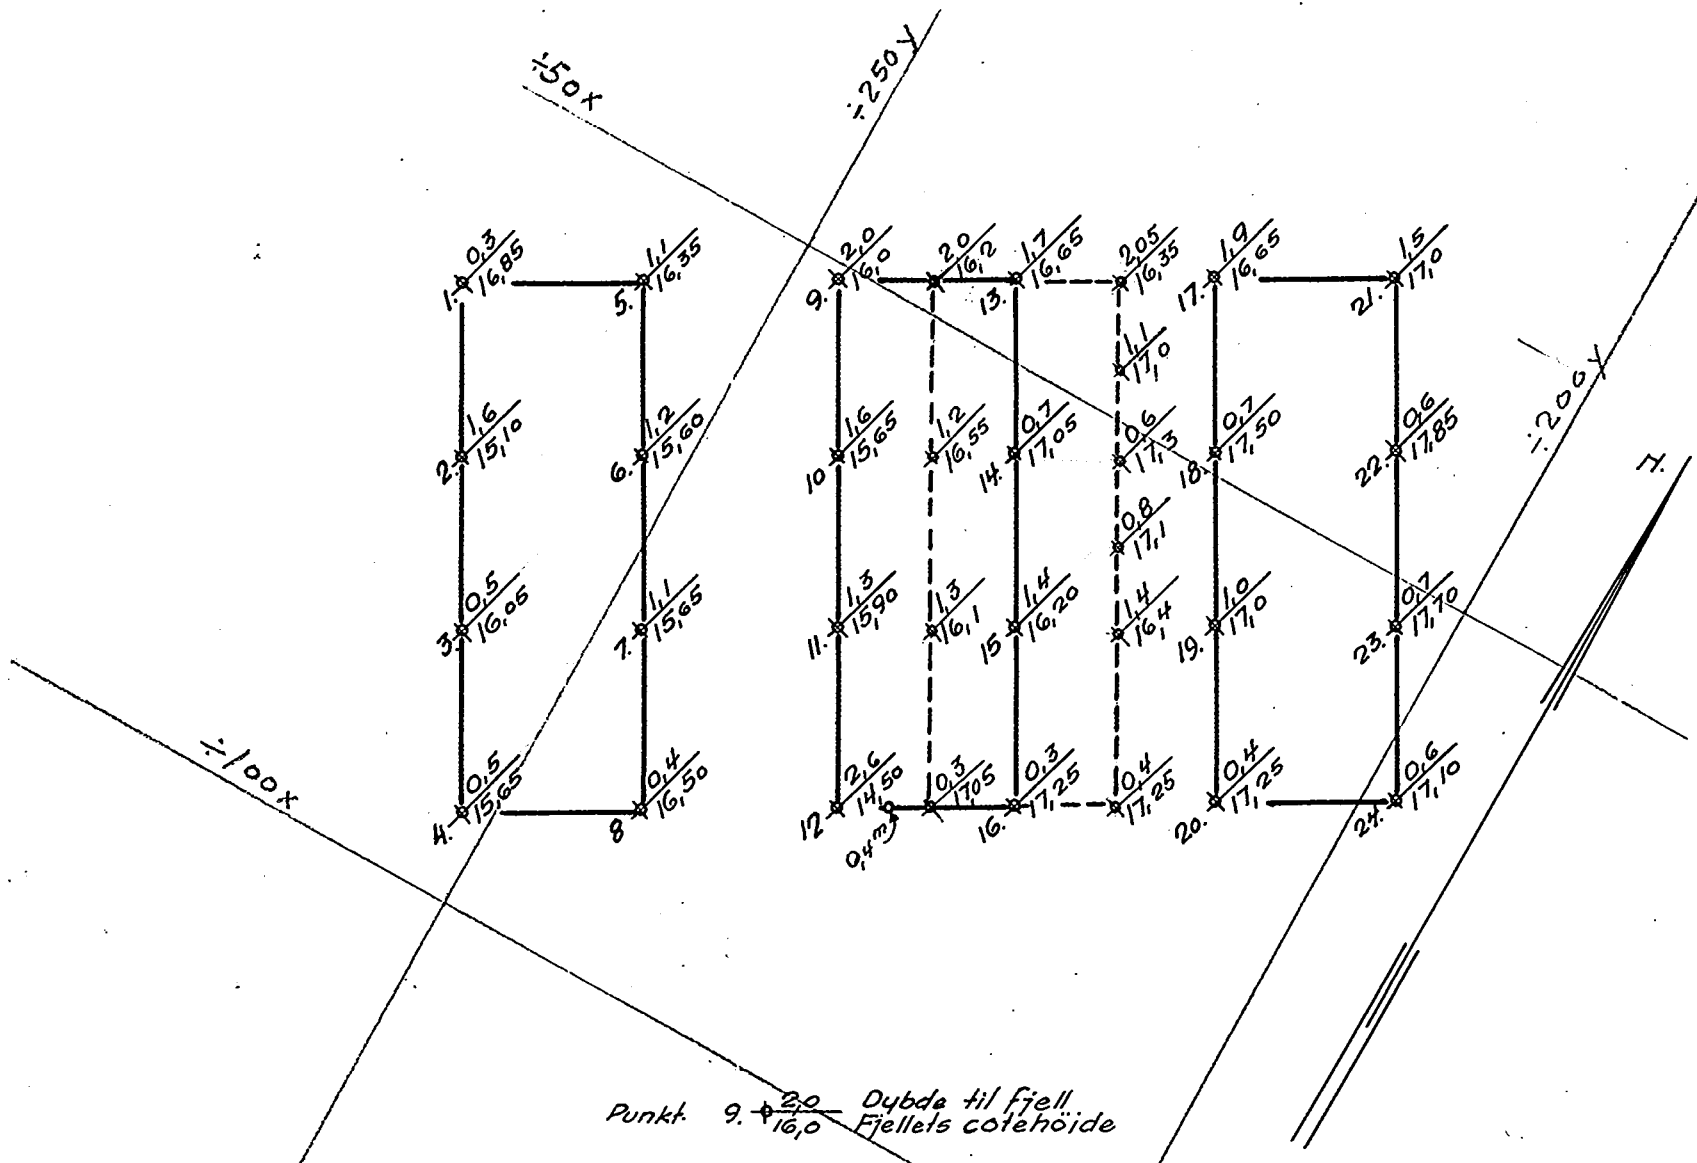 ÷50x
÷250y
÷200y
N.
÷100x
1. 0,3 16,85
5. 1,1 16,35
9. 2,0 16,0
2,0 16,2
13. 1,7 16,65
2,05 16,35
17. 1,9 16,65
21. 1,5 17,0
1,1 17,0
2. 1,6 15,10
6. 1,2 15,60
10 1,6 15,65
1,2 16,55
14. 0,7 17,05
0,6 17,3
18. 0,7 17,50
22. 0,6 17,85
0,8 17,1
3. 0,5 16,05
7. 1,1 15,65
11. 1,3 15,90
1,3 16,1
15 1,4 16,20
1,4 16,4
19. 1,0 17,0
23. 0,7 17,70
4. 0,5 15,65
8 0,4 16,50
12 2,6 14,50
0,4m
0,3 17,05
16. 0,3 17,25
0,4 17,25
20. 0,4 17,25
24. 0,6 17,10
Punkt. 9. 2,0 Dybde til fjell
16,0 Fjellets cotehöide